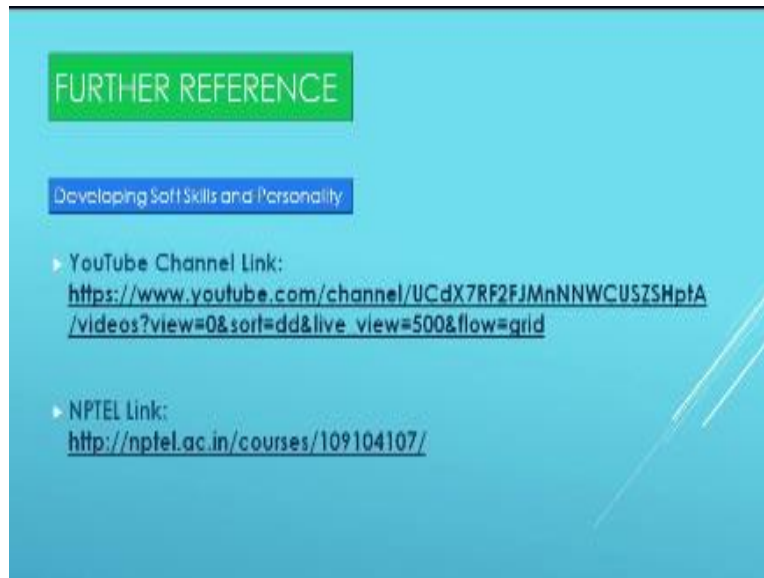 FURTHER REFERENCE
Developing Soft Skills and Personality
YouTube Channel Link:
https://www.youtube.com/channel/UCdX7RF2FJMnNNWCUSZSHptA
/videos?view=0&sort=dd&live_view=500&flow=grid
NPTEL Link:
http://nptel.ac.in/courses/109104107/